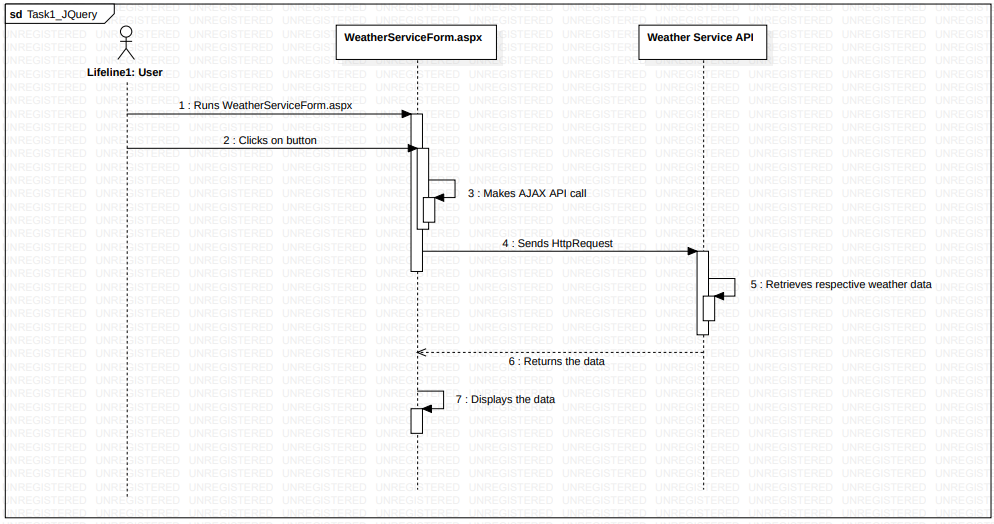 sd Task1_JQuery
WeatherServiceForm.aspx
Weather Service API
Lifeline1: User
1 : Runs WeatherServiceForm.aspx
2 : Clicks on button
3 : Makes AJAX API call
4 : Sends HttpRequest
5 : Retrieves respective weather data
6 : Returns the data
7 : Displays the data
UNREGISTERED